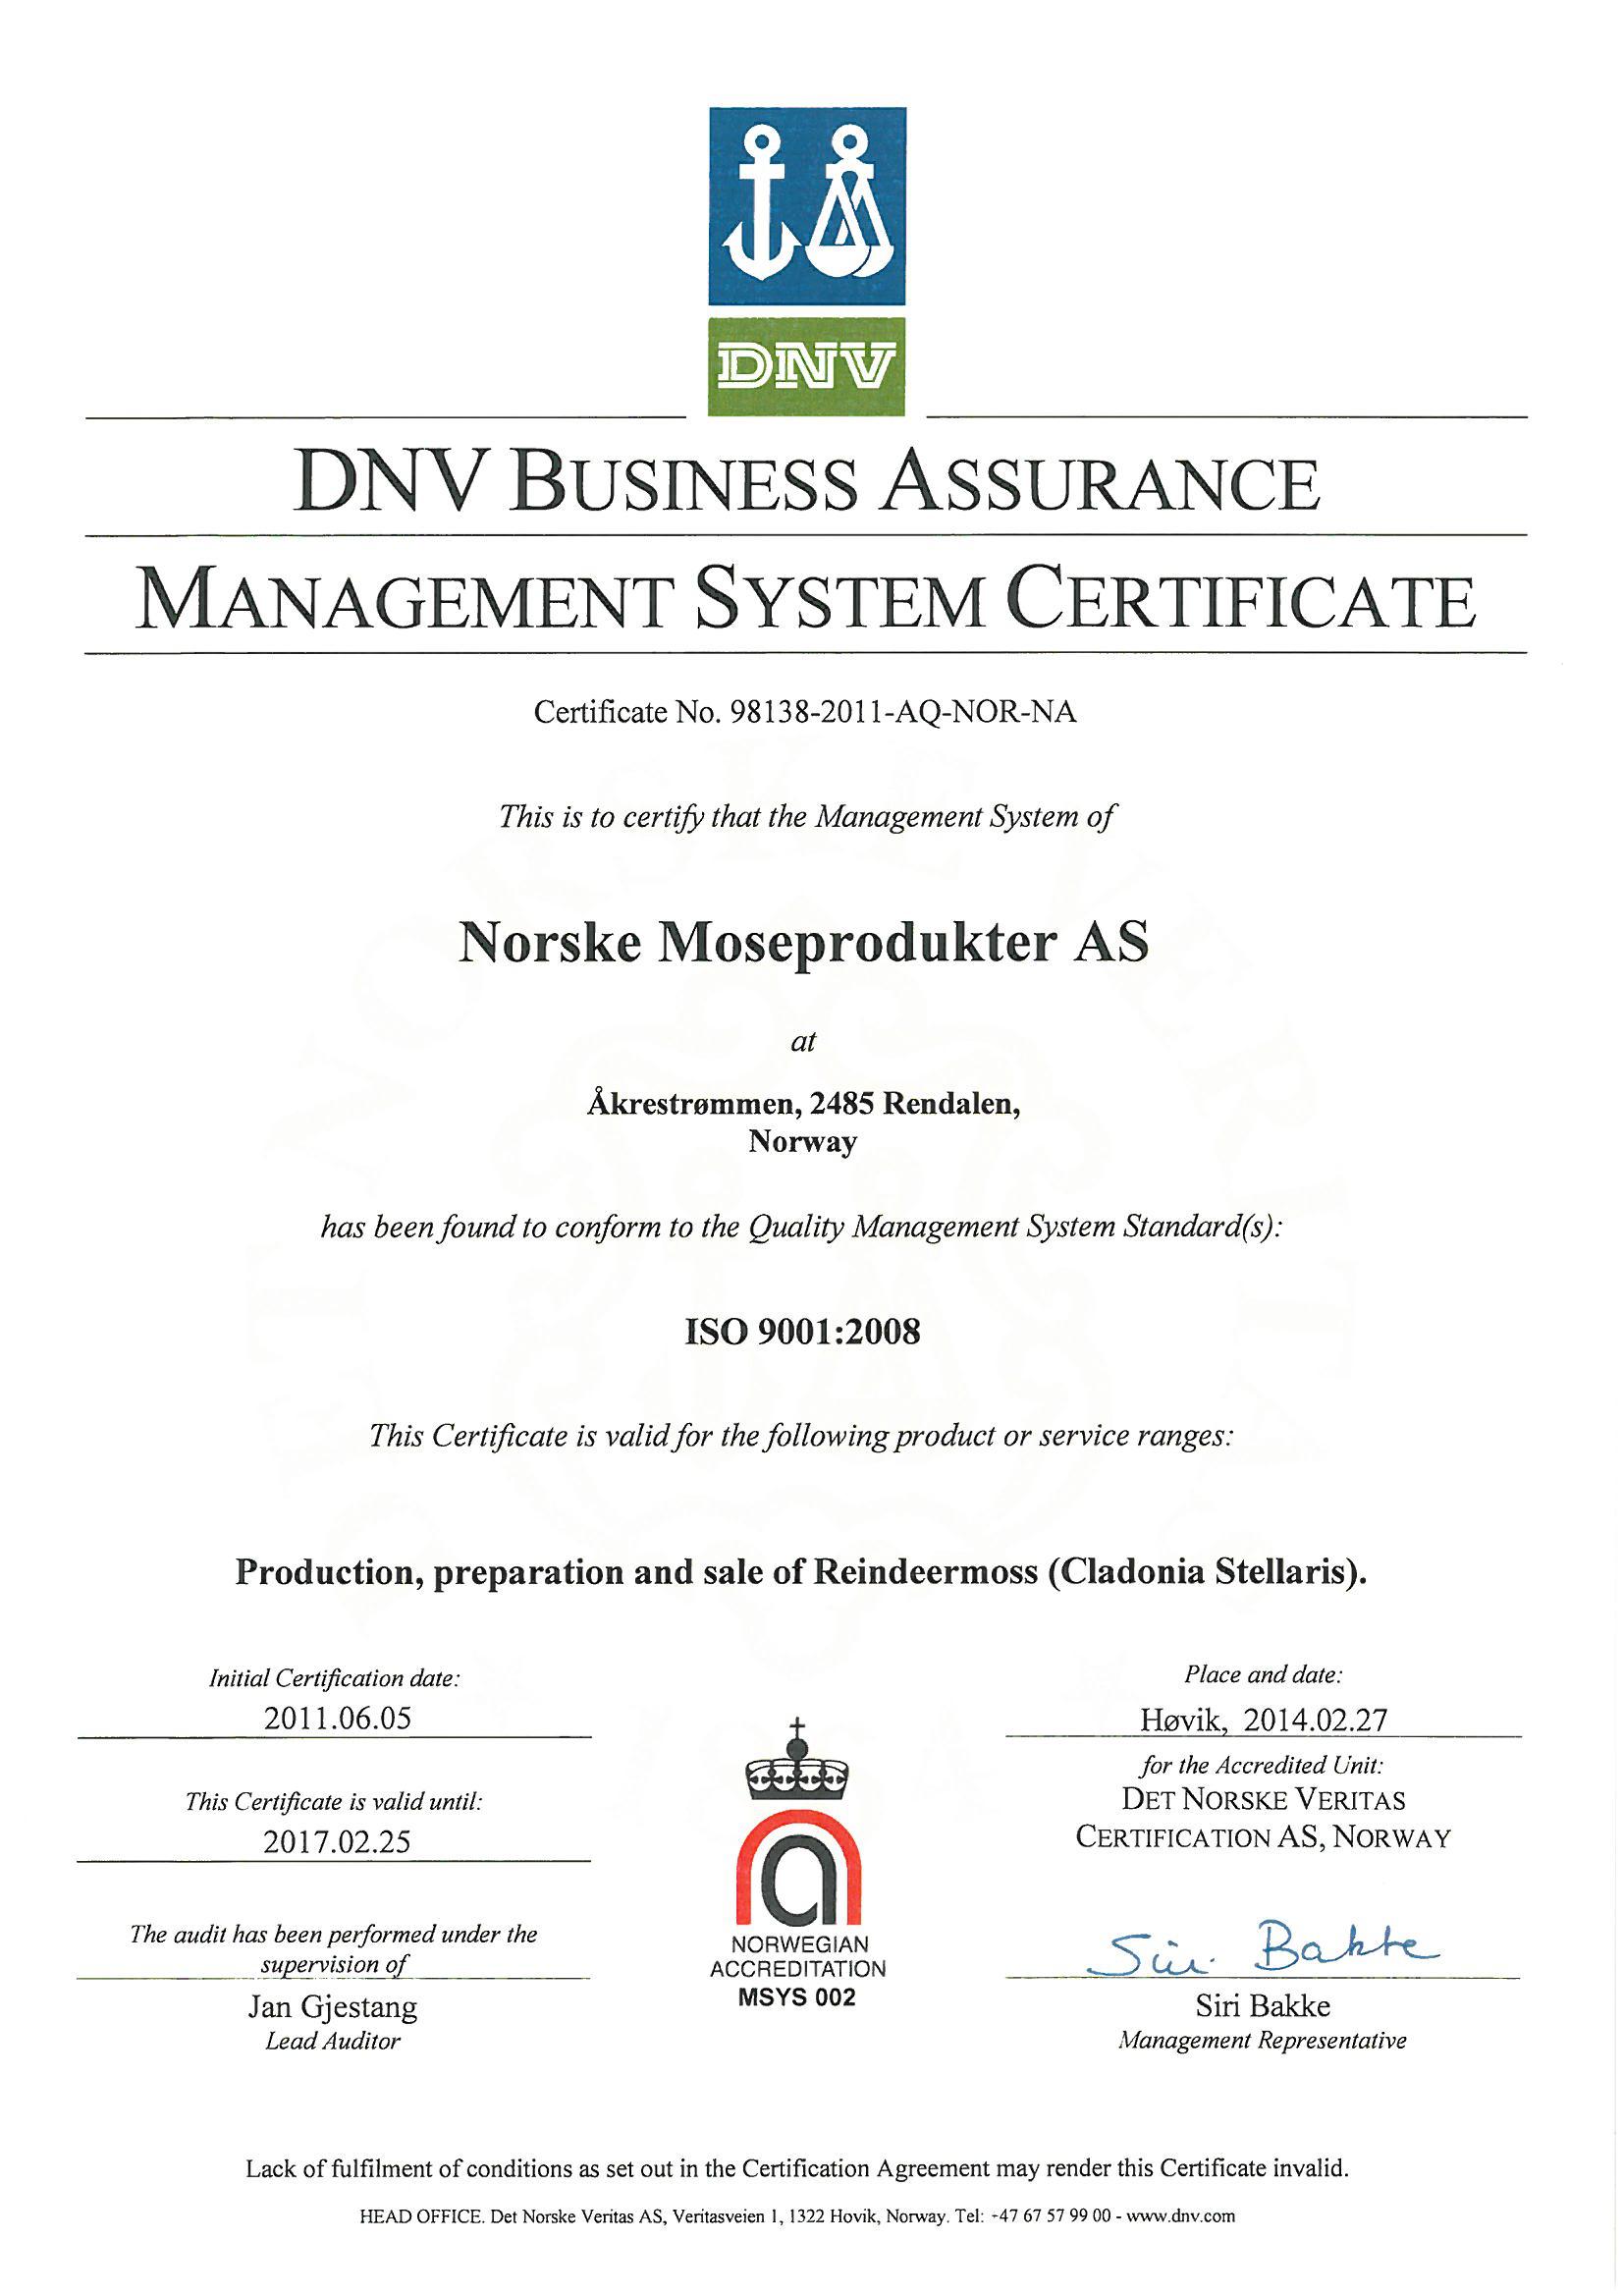 DNV
DNV BUSINESS ASSURANCE
MANAGEMENT SYSTEM CERTIFICATE
Certificate No. 98138-2011-AQ-NOR-NA
This is to certify that the Management System of
Norske Moseprodukter AS
at
Åkrestrømmen, 2485 Rendalen,
Norway
has been found to conform to the Quality Management System Standard(s):
ISO 9001:2008
This Certificate is valid for the following product or service ranges:
Production, preparation and sale of Reindeermoss (Cladonia Stellaris).
Initial Certification date:
2011.06.05
This Certificate is valid until:
2017.02.25
The audit has been performed under the
supervision of
Jan Gjestang
Lead Auditor
NORWEGIAN
ACCREDITATION
MSYS 002
Place and date:
Høvik, 2014.02.27
for the Accredited Unit:
DET NORSKE VERITAS
CERTIFICATION AS, NORWAY
Siri Bakke
Siri Bakke
Management Representative
Lack of fulfilment of conditions as set out in the Certification Agreement may render this Certificate invalid.
HEAD OFFICE. Det Norske Veritas AS, Veritasveien 1, 1322 Hovik, Norway. Tel: +47 67 57 99 00 - www.dnv.com